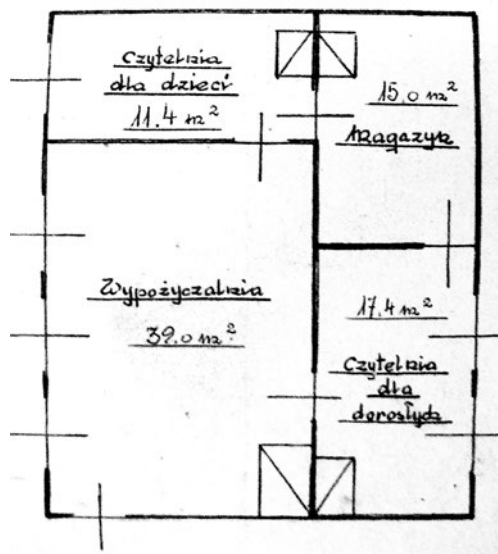 Czytelnia
dla dzieci
11.4 m²
15.0 m²
Magazyn
Wypożyczalnia
39.0 m²
17.4 m²
Czytelnia
dla
dorosłych